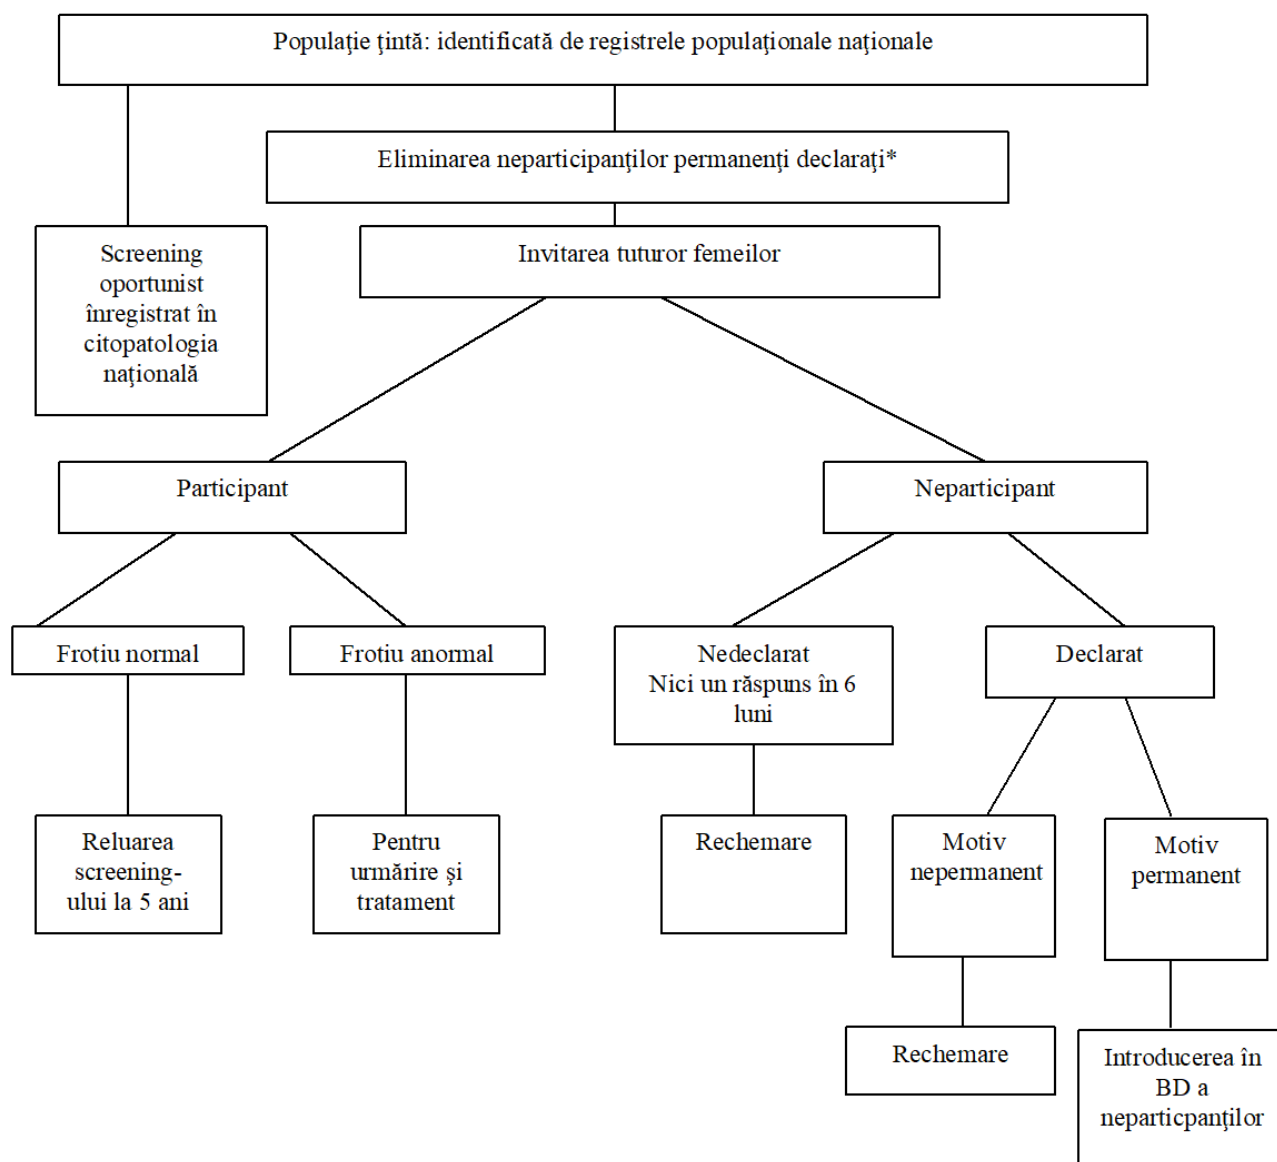 Populaţie ţintă: identificată de registrele populaţionale naţionale
Eliminarea neparticipanţilor permanenţi declaraţi*
Screening
oportunist
înregistrat în
citopatologia
naţională
Invitarea tuturor femeilor
Participant
Neparticipant
Frotiu normal
Frotiu anormal
Nedeclarat
Nici un răspuns în 6
luni
Declarat
Reluarea
screening-
ului la 5 ani
Pentru
urmărire şi
tratament
Rechemare
Motiv
nepermanent
Motiv
permanent
Rechemare
Introducerea în
BD a
neparticpanţilor